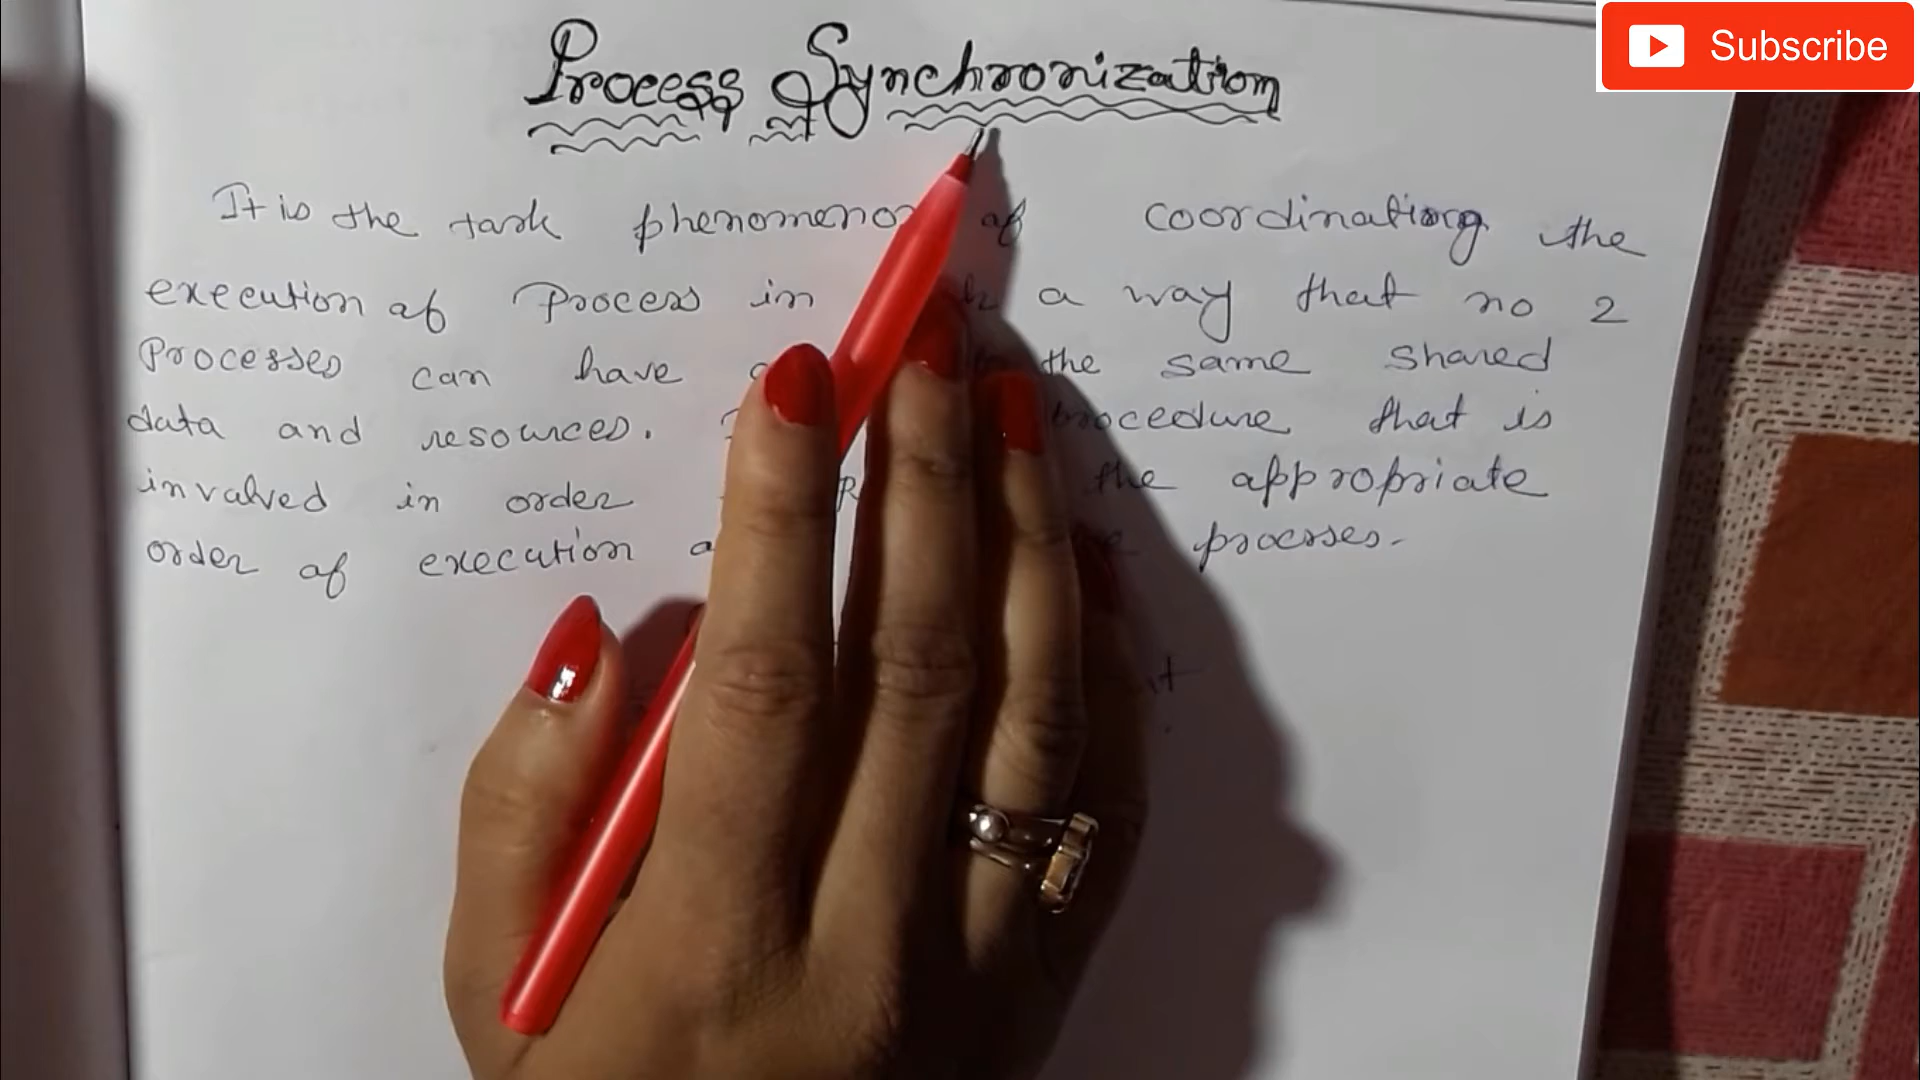 Subscribe
Process Synchronization
It is the task phenomenon of coordinating the
execution of Process in a way that no 2
Processes can have the same shared
data and resources. procedure that is
involved in order the appropriate
order of execution processes.